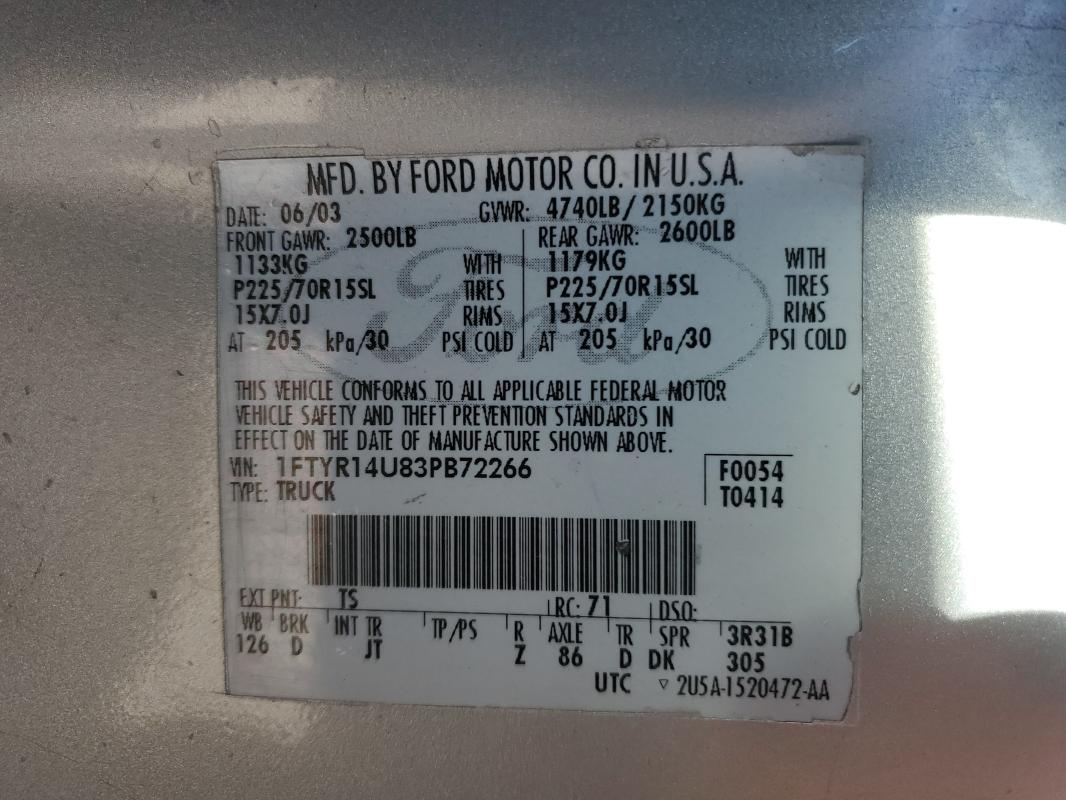 MFD. BY FORD MOTOR CO. IN U.S.A.
DATE: 06/03 GVWR: 4740LB/ 2150KG
FRONT GAWR: 2500LB REAR GAWR: 2600LB
1133KG WITH 1179KG WITH
P225/70R15SL TIRES P225/70R15SL TIRES
15X7.0J RIMS 15X7.0J RIMS
AT 205 kPa/30 PSI COLD AT 205 kPa/30 PSI COLD
Ford
THIS VEHICLE CONFORMS TO ALL APPLICABLE FEDERAL MOTOR
VEHICLE SAFETY AND THEFT PREVENTION STANDARDS IN
EFFECT ON THE DATE OF MANUFACTURE SHOWN ABOVE.
VIN: 1FTYR14U83PB72266 F0054
TYPE: TRUCK T0414
EXT PNT: TS RC: 71 DSO:
WB BRK INT TR TP/PS R AXLE TR SPR 3R31B
126 D JT Z 86 D DK 305
UTC ▽ 2U5A-1520472-AA